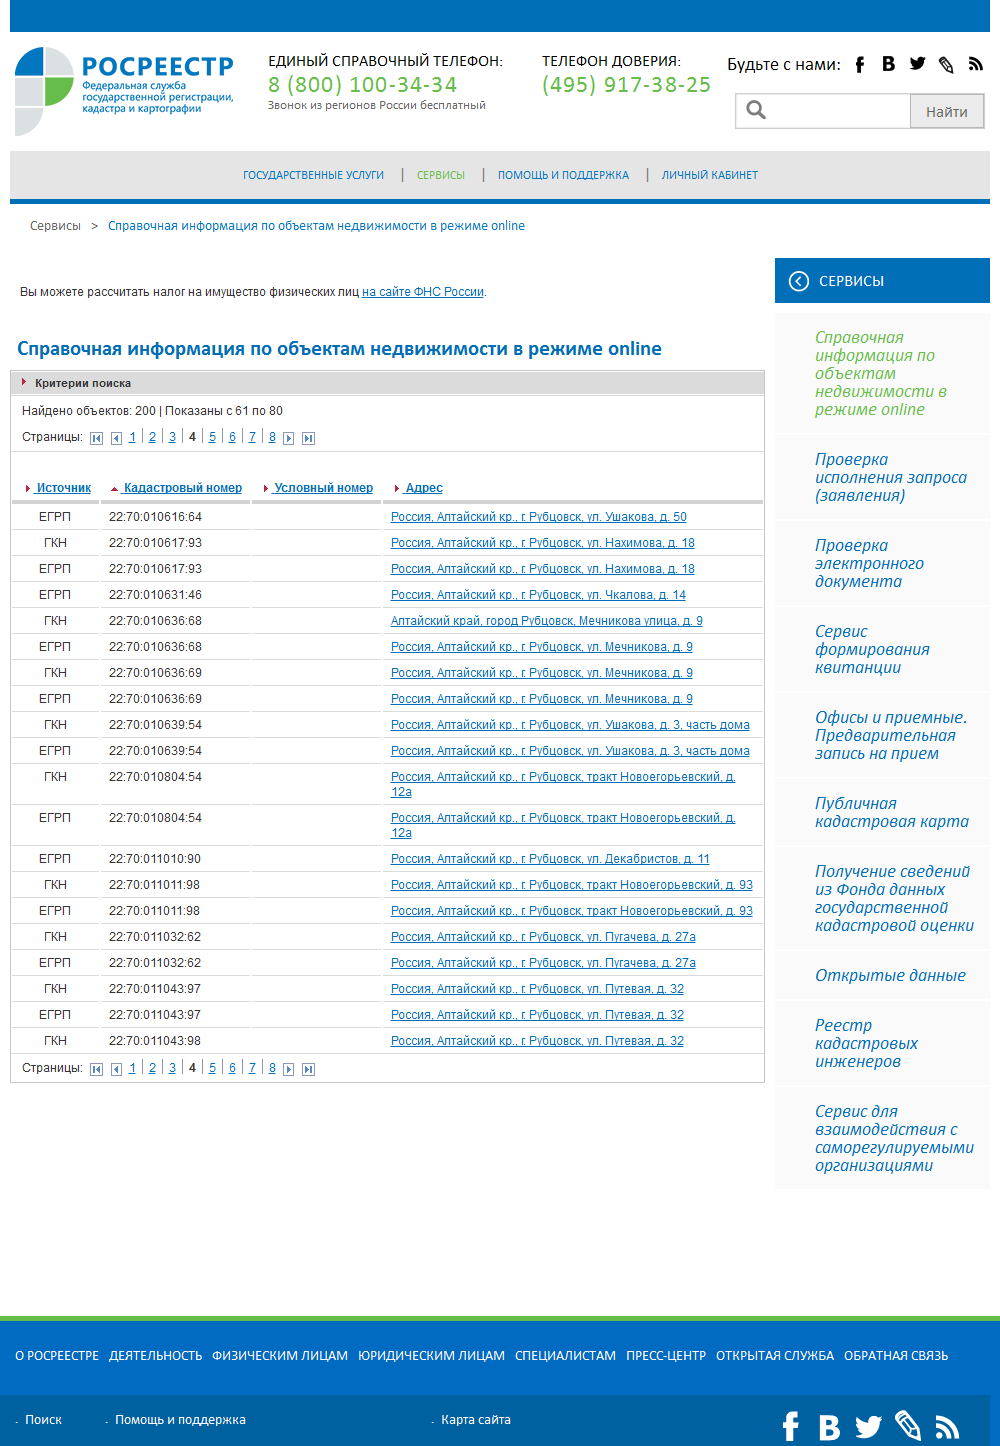 РОСРЕЕСТР
Федеральная служба
государственной регистрации,
кадастра и картографии
ЕДИНЫЙ СПРАВОЧНЫЙ ТЕЛЕФОН:
8 (800) 100-34-34
Звонок из регионов России бесплатный
ТЕЛЕФОН ДОВЕРИЯ:
(495) 917-38-25
Будьте с нами:
Найти
ГОСУДАРСТВЕННЫЕ УСЛУГИ | СЕРВИСЫ | ПОМОЩЬ И ПОДДЕРЖКА | ЛИЧНЫЙ КАБИНЕТ
Сервисы > Справочная информация по объектам недвижимости в режиме online
Вы можете рассчитать налог на имущество физических лиц на сайте ФНС России.
Справочная информация по объектам недвижимости в режиме online
Критерии поиска
Найдено объектов: 200 | Показаны с 61 по 80
Страницы: 1 2 3 4 5 6 7 8
Источник Кадастровый номер Условный номер Адрес
ЕГРП 22:70:010616:64 Россия, Алтайский кр., г. Рубцовск, ул. Ушакова, д. 50
ГКН 22:70:010617:93 Россия, Алтайский кр., г. Рубцовск, ул. Нахимова, д. 18
ЕГРП 22:70:010617:93 Россия, Алтайский кр., г. Рубцовск, ул. Нахимова, д. 18
ЕГРП 22:70:010631:46 Россия, Алтайский кр., г. Рубцовск, ул. Чкалова, д. 14
ГКН 22:70:010636:68 Алтайский край, город Рубцовск, Мечникова улица, д. 9
ЕГРП 22:70:010636:68 Россия, Алтайский кр., г. Рубцовск, ул. Мечникова, д. 9
ГКН 22:70:010636:69 Россия, Алтайский кр., г. Рубцовск, ул. Мечникова, д. 9
ЕГРП 22:70:010636:69 Россия, Алтайский кр., г. Рубцовск, ул. Мечникова, д. 9
ГКН 22:70:010639:54 Россия, Алтайский кр., г. Рубцовск, ул. Ушакова, д. 3, часть дома
ЕГРП 22:70:010639:54 Россия, Алтайский кр., г. Рубцовск, ул. Ушакова, д. 3, часть дома
ГКН 22:70:010804:54 Россия, Алтайский кр., г. Рубцовск, тракт Новоегорьевский, д.
12а
ЕГРП 22:70:010804:54 Россия, Алтайский кр., г. Рубцовск, тракт Новоегорьевский, д.
12а
ЕГРП 22:70:011010:90 Россия, Алтайский кр., г. Рубцовск, ул. Декабристов, д. 11
ГКН 22:70:011011:98 Россия, Алтайский кр., г. Рубцовск, тракт Новоегорьевский, д. 93
ЕГРП 22:70:011011:98 Россия, Алтайский кр., г. Рубцовск, тракт Новоегорьевский, д. 93
ГКН 22:70:011032:62 Россия, Алтайский кр., г. Рубцовск, ул. Пугачева, д. 27а
ЕГРП 22:70:011032:62 Россия, Алтайский кр., г. Рубцовск, ул. Пугачева, д. 27а
ГКН 22:70:011043:97 Россия, Алтайский кр., г. Рубцовск, ул. Путевая, д. 32
ЕГРП 22:70:011043:97 Россия, Алтайский кр., г. Рубцовск, ул. Путевая, д. 32
ГКН 22:70:011043:98 Россия, Алтайский кр., г. Рубцовск, ул. Путевая, д. 32
Страницы: 1 2 3 4 5 6 7 8
СЕРВИСЫ
Справочная
информация по
объектам
недвижимости в
режиме online
Проверка
исполнения запроса
(заявления)
Проверка
электронного
документа
Сервис
формирования
квитанции
Офисы и приемные.
Предварительная
запись на прием
Публичная
кадастровая карта
Получение сведений
из Фонда данных
государственной
кадастровой оценки
Открытые данные
Реестр
кадастровых
инженеров
Сервис для
взаимодействия с
саморегулируемыми
организациями
О РОСРЕЕСТРЕ ДЕЯТЕЛЬНОСТЬ ФИЗИЧЕСКИМ ЛИЦАМ ЮРИДИЧЕСКИМ ЛИЦАМ СПЕЦИАЛИСТАМ ПРЕСС-ЦЕНТР ОТКРЫТАЯ СЛУЖБА ОБРАТНАЯ СВЯЗЬ
Поиск Помощь и поддержка Карта сайта